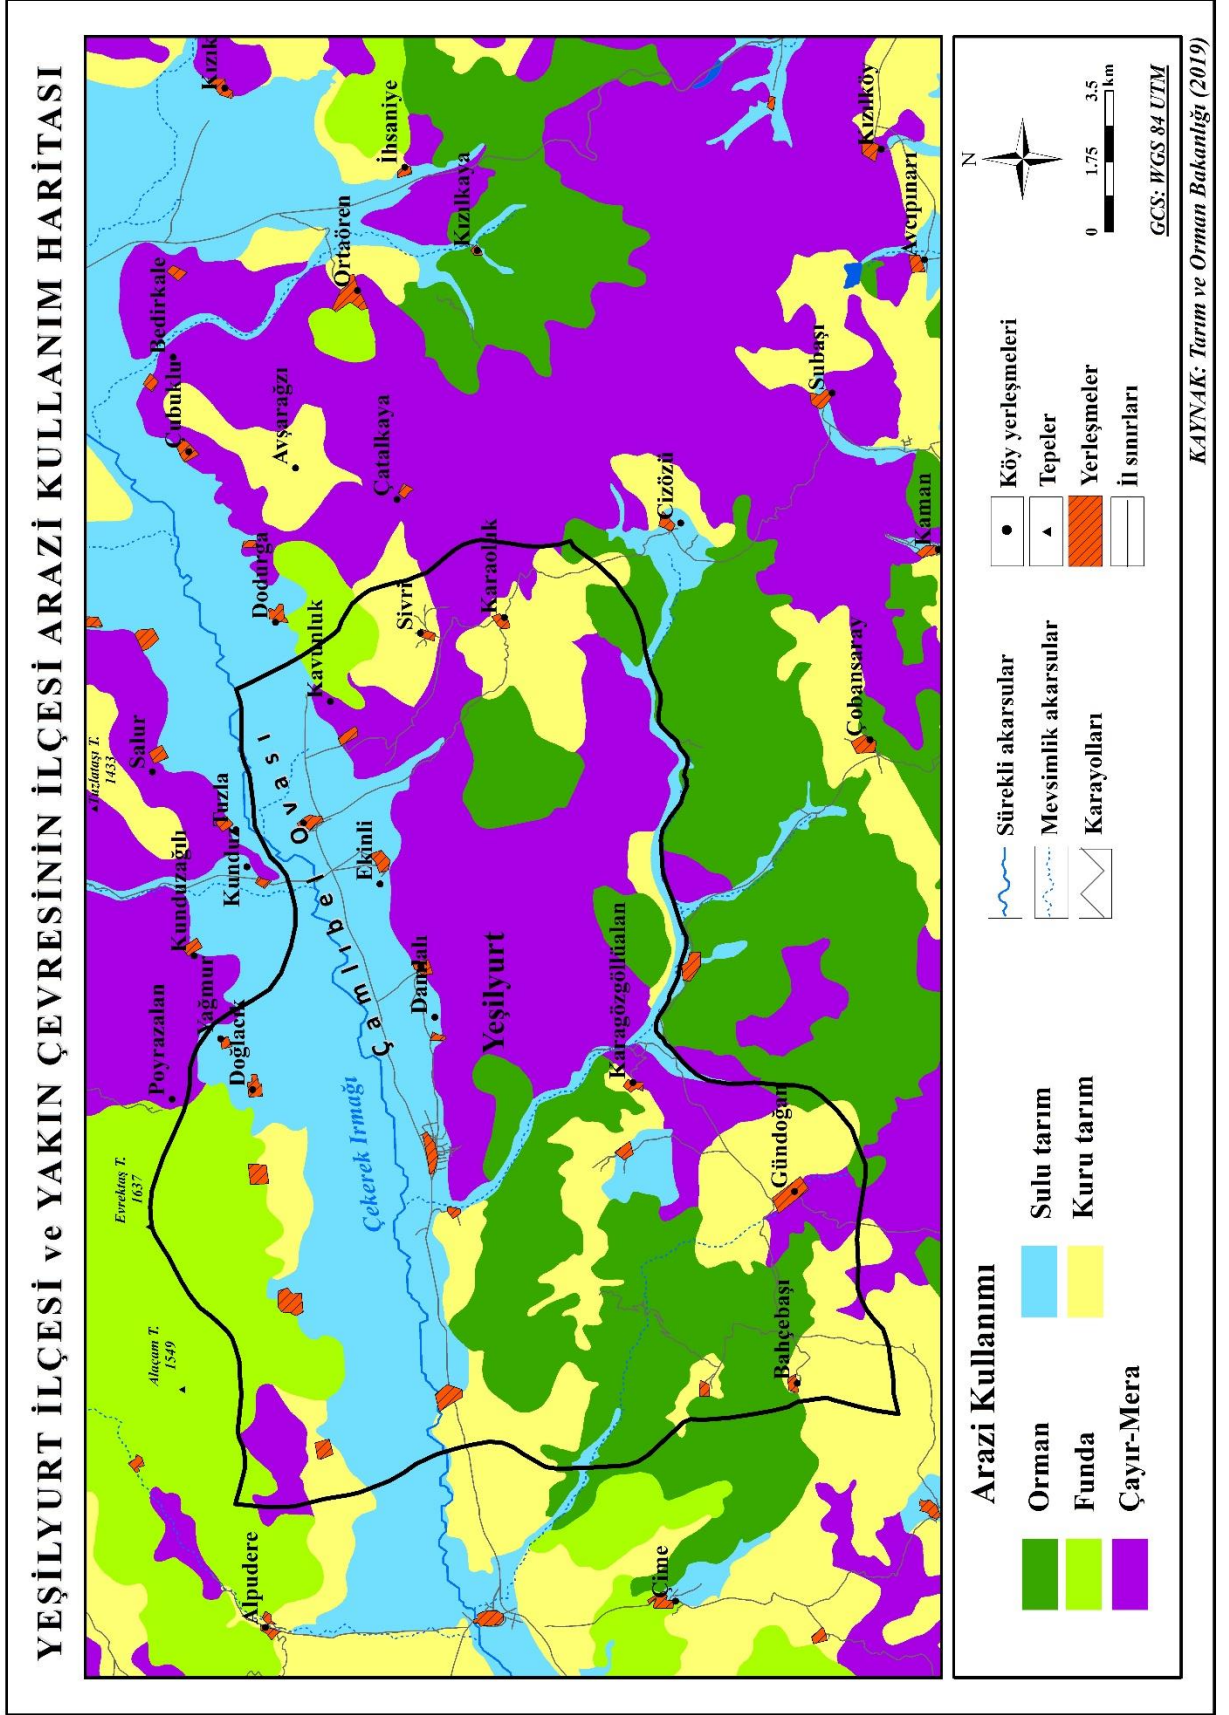 YEŞİLYURT İLÇESİ ve YAKIN ÇEVRESİNİN İLÇESİ ARAZİ KULLANIM HARİTASI
Tuzlataşı T.
1433
Evrektaş T.
1637
Alaçam T.
1549
Poyrazalan
Salur
Bedirkale
Kızık
Kunduzağılı
Yağmur
Tuzla
Kunduz
Çubuklu
Doğlacık
Dodurga
Avşarağzı
Alpudere
Kavunluk
Ortaören
İhsaniye
Çamlıbel Ovası
Çekerek Irmağı
Ekinli
Damlalı
Sivri
Çatalkaya
Kızılkaya
Yeşilyurt
Karaoluk
Karagözgöllüalan
Cizözü
Çime
Gündoğan
Bahçebaşı
Çobansaray
Subaşı
Kaman
Avcıpınarı
Kızılköy
Arazi Kullanımı
Orman
Funda
Çayır-Mera
Sulu tarım
Kuru tarım
Sürekli akarsular
Mevsimlik akarsular
Karayolları
Köy yerleşmeleri
Tepeler
Yerleşmeler
İl sınırları
N
0 1.75 3.5
km
GCS: WGS 84 UTM
KAYNAK: Tarım ve Orman Bakanlığı (2019)